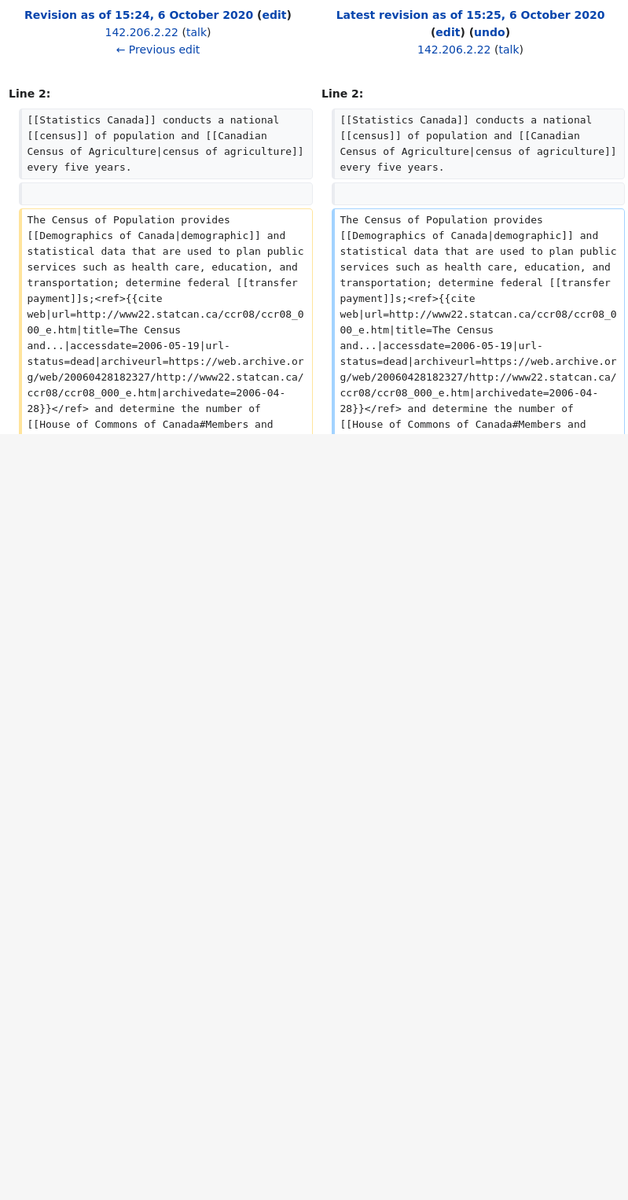 Revision as of 15:24, 6 October 2020 (edit)
142.206.2.22 (talk)
← Previous edit
Latest revision as of 15:25, 6 October 2020
(edit) (undo)
142.206.2.22 (talk)
Line 2:
Line 2:
[[Statistics Canada]] conducts a national
[[census]] of population and [[Canadian
Census of Agriculture|census of agriculture]]
every five years.
[[Statistics Canada]] conducts a national
[[census]] of population and [[Canadian
Census of Agriculture|census of agriculture]]
every five years.
The Census of Population provides
[[Demographics of Canada|demographic]] and
statistical data that are used to plan public
services such as health care, education, and
transportation; determine federal [[transfer
payment]]s;<ref>{{cite
web|url=http://www22.statcan.ca/ccr08/ccr08_0
00_e.htm|title=The Census
and...|accessdate=2006-05-19|url-
status=dead|archiveurl=https://web.archive.or
g/web/20060428182327/http://www22.statcan.ca/
ccr08/ccr08_000_e.htm|archivedate=2006-04-
28}}</ref> and determine the number of
[[House of Commons of Canada#Members and
The Census of Population provides
[[Demographics of Canada|demographic]] and
statistical data that are used to plan public
services such as health care, education, and
transportation; determine federal [[transfer
payment]]s;<ref>{{cite
web|url=http://www22.statcan.ca/ccr08/ccr08_0
00_e.htm|title=The Census
and...|accessdate=2006-05-19|url-
status=dead|archiveurl=https://web.archive.or
g/web/20060428182327/http://www22.statcan.ca/
ccr08/ccr08_000_e.htm|archivedate=2006-04-
28}}</ref> and determine the number of
[[House of Commons of Canada#Members and